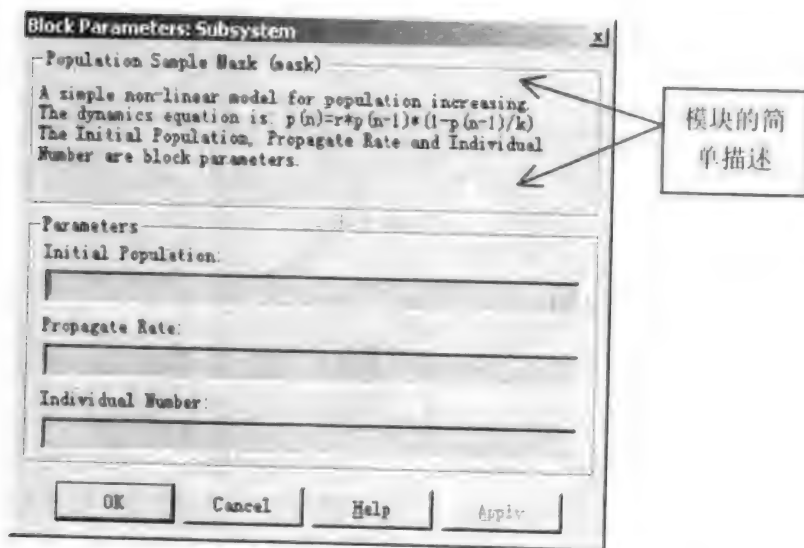 Block Parameters: Subsystem
Population Sample Mask (mask)
A simple non-linear model for population increasing.
The dynamics equation is: p(n)=r*p(n-1)*(1-p(n-1)/k)
The Initial Population, Propagate Rate and Individual
Number are block parameters.
模块的简
单描述
Parameters
Initial Population:
Propagate Rate:
Individual Number:
OK
Cancel
Help
Apply